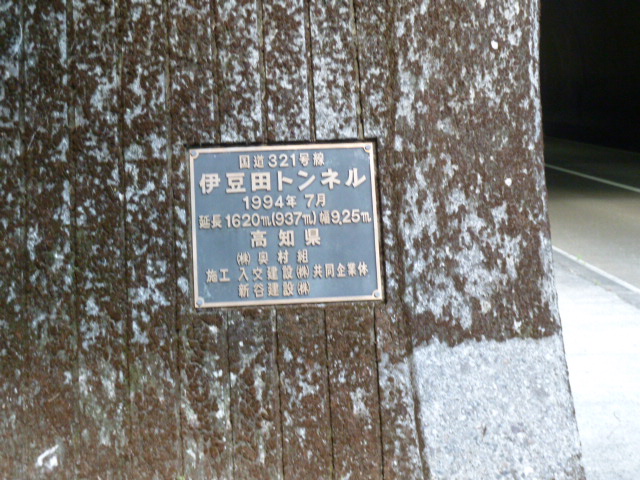 国道321号線
伊豆田トンネル
1994年 7月
延長1620m(937m)幅9.25m
高知県
㈱奥村組
施工 入交建設㈱共同企業体
新谷建設㈱